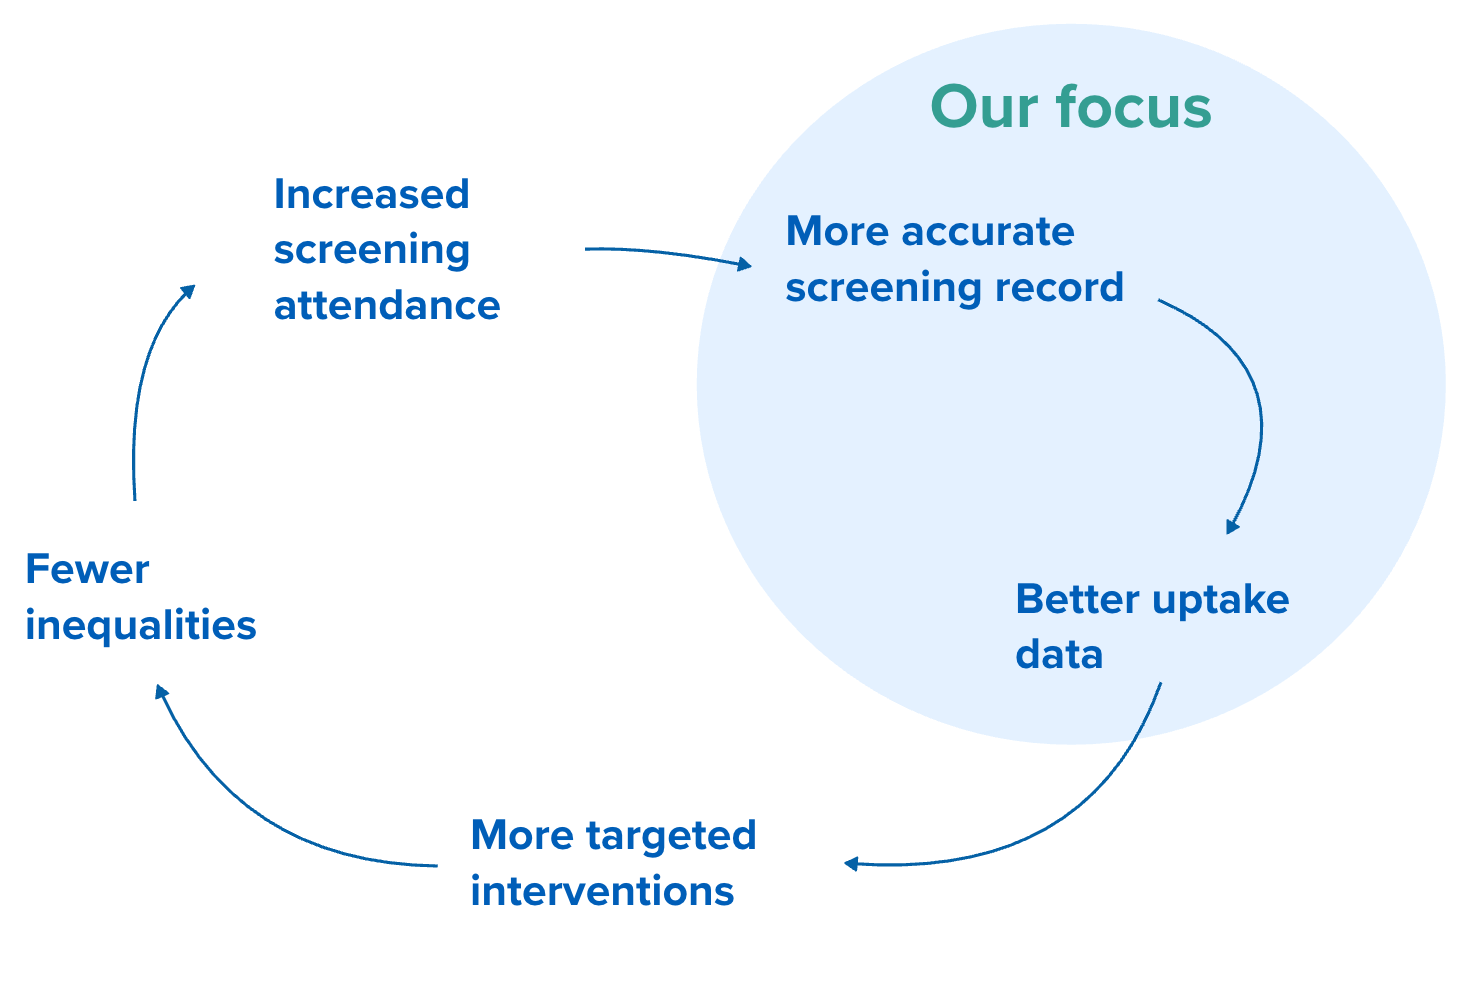 Our focus
Increased
screening
attendance
More accurate
screening record
Better uptake
data
More targeted
interventions
Fewer
inequalities